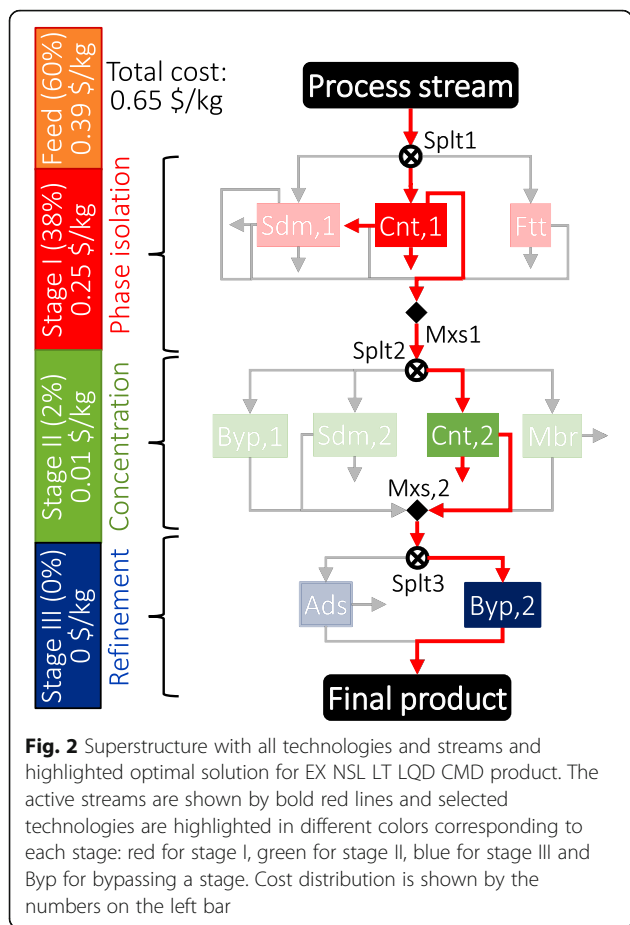 Feed (60%)
0.39 $/kg
Total cost:
0.65 $/kg
Process stream
Splt1
Stage I (38%)
0.25 $/kg
Phase isolation
Sdm,1
Cnt,1
Ftt
Mxs1
Splt2
Stage II (2%)
0.01 $/kg
Concentration
Byp,1
Sdm,2
Cnt,2
Mbr
Mxs,2
Splt3
Stage III (0%)
0 $/kg
Refinement
Ads
Byp,2
Final product
Fig. 2 Superstructure with all technologies and streams and
highlighted optimal solution for EX NSL LT LQD CMD product. The
active streams are shown by bold red lines and selected
technologies are highlighted in different colors corresponding to
each stage: red for stage I, green for stage II, blue for stage III and
Byp for bypassing a stage. Cost distribution is shown by the
numbers on the left bar